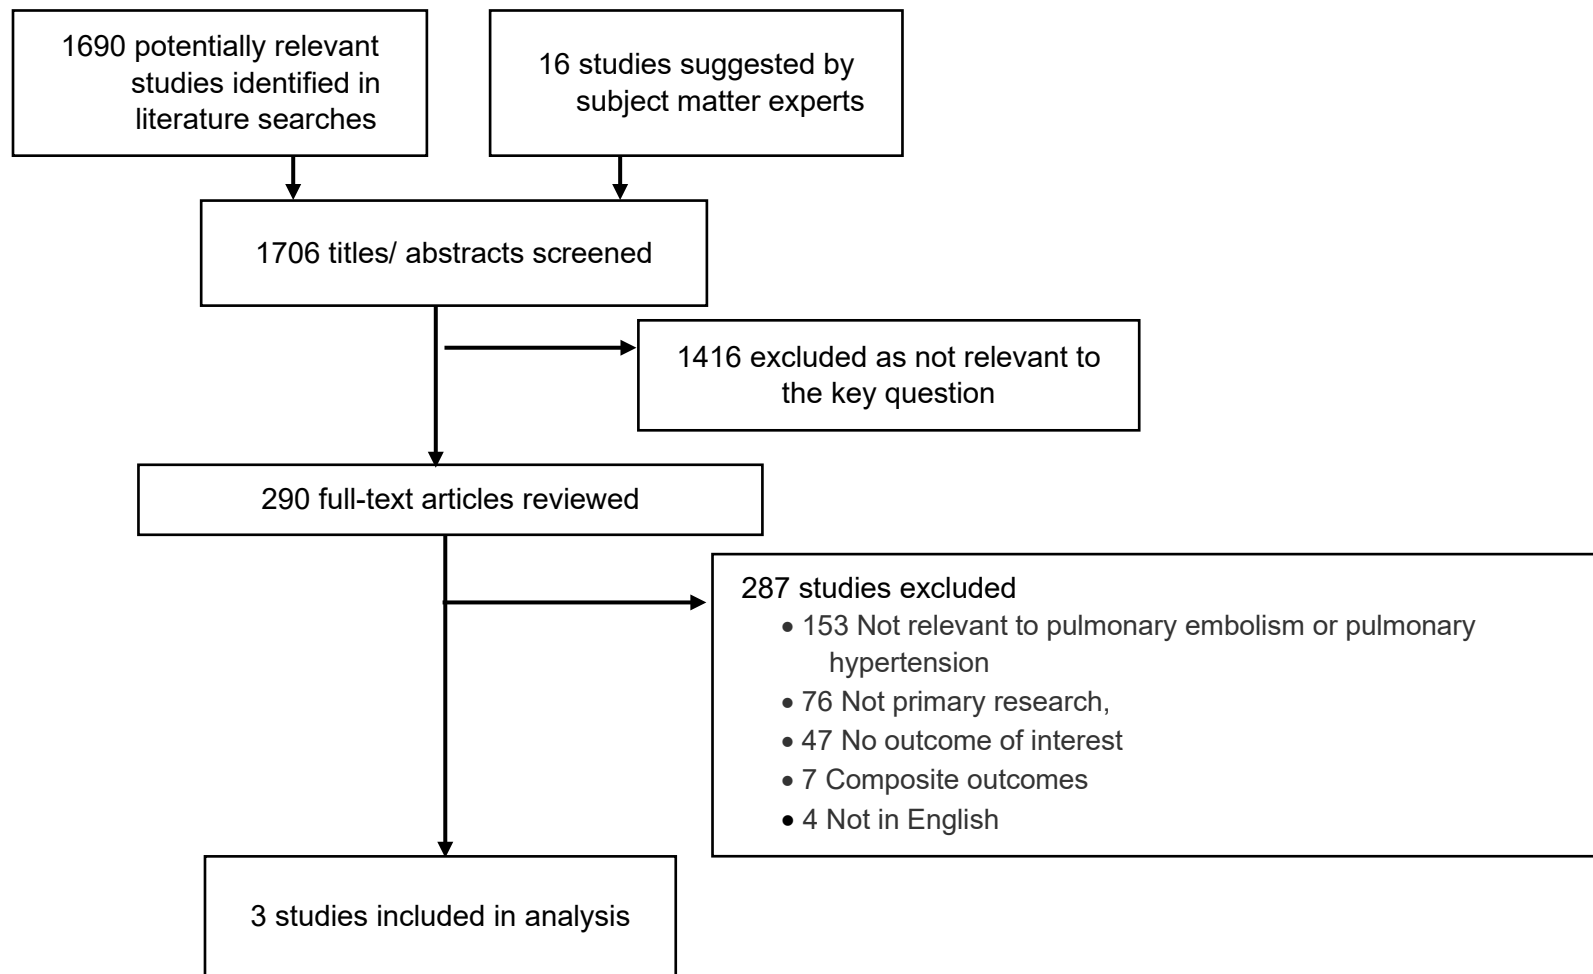 1690 potentially relevant
studies identified in
literature searches
16 studies suggested by
subject matter experts
1706 titles/ abstracts screened
1416 excluded as not relevant to
the key question
290 full-text articles reviewed
287 studies excluded
• 153 Not relevant to pulmonary embolism or pulmonary
hypertension
• 76 Not primary research,
• 47 No outcome of interest
• 7 Composite outcomes
• 4 Not in English
3 studies included in analysis